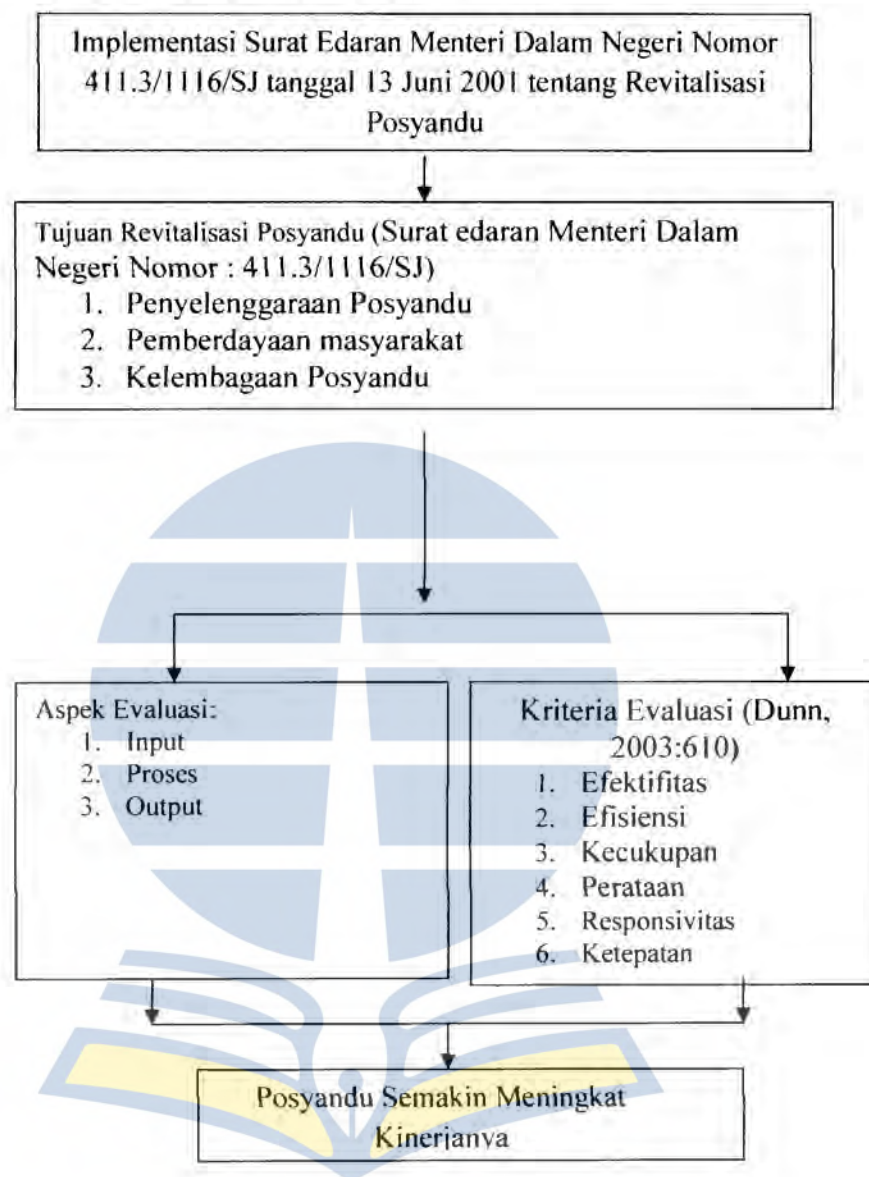 Implementasi Surat Edaran Menteri Dalam Negeri Nomor
411.3/1116/SJ tanggal 13 Juni 2001 tentang Revitalisasi
Posyandu
Tujuan Revitalisasi Posyandu (Surat edaran Menteri Dalam
Negeri Nomor : 411.3/1116/SJ)
1. Penyelenggaraan Posyandu
2. Pemberdayaan masyarakat
3. Kelembagaan Posyandu
Aspek Evaluasi:
1. Input
2. Proses
3. Output
Kriteria Evaluasi (Dunn,
2003:610)
1. Efektifitas
2. Efisiensi
3. Kecukupan
4. Perataan
5. Responsivitas
6. Ketepatan
Posyandu Semakin Meningkat
Kinerjanya